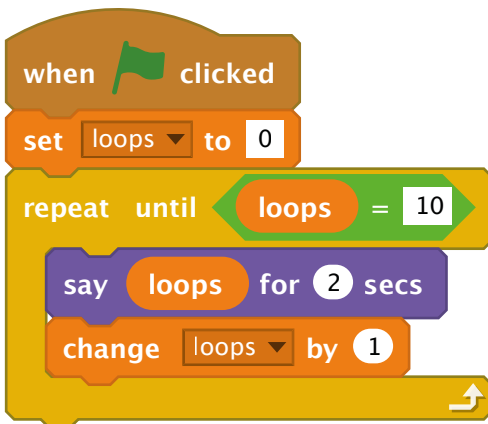 when clicked
set loops to 0
repeat until loops = 10
say loops for 2 secs
change loops by 1